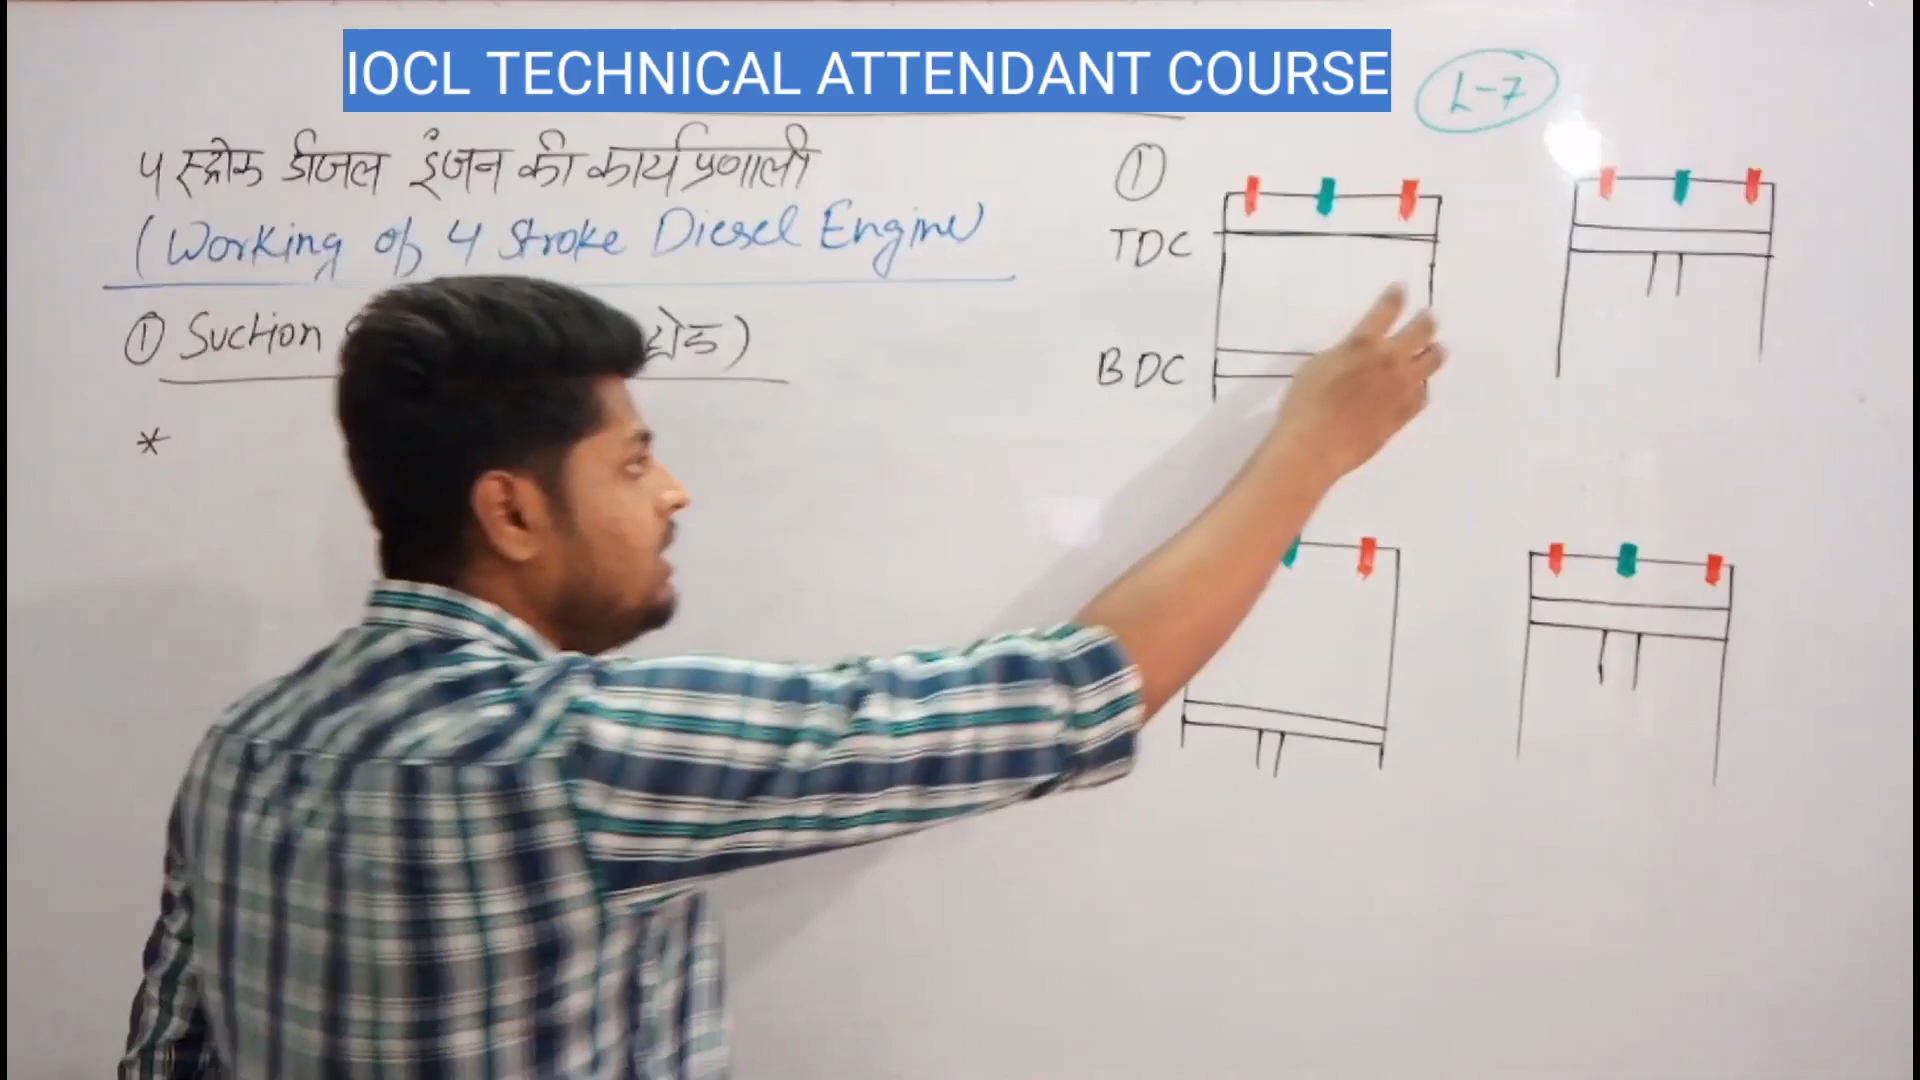 IOCL TECHNICAL ATTENDANT COURSE
L-7
4 स्ट्रोक डीजल इंजन की कार्य प्रणाली
(Working of 4 Stroke Diesel Engine
① Suction
*
①
TDC
BDC